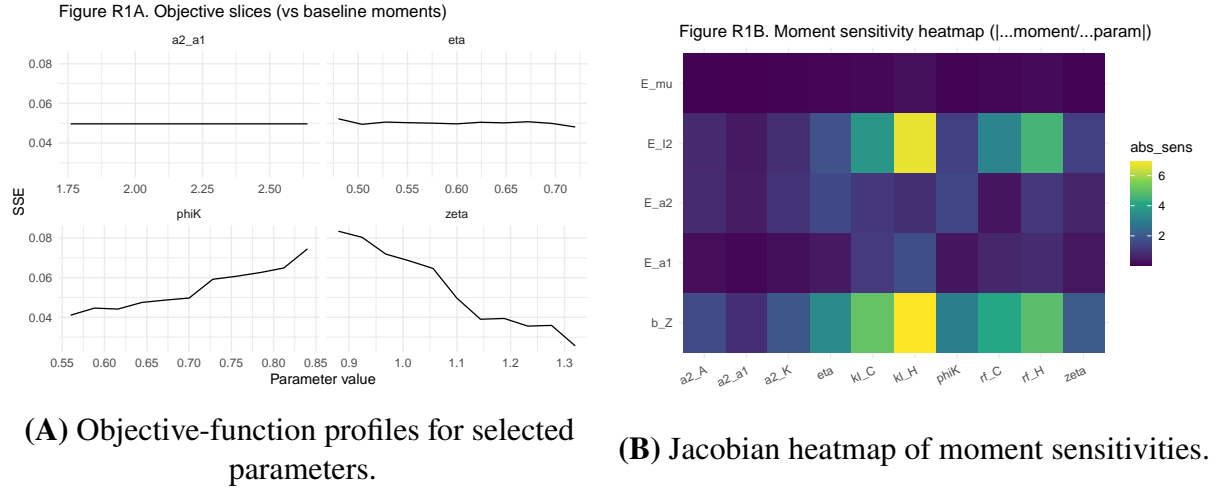 Figure R1A. Objective slices (vs baseline moments)
a2_a1
eta
0.08
0.06
0.04
1.75
2.00
2.25
2.50
0.50
0.55
0.60
0.65
0.70
SSE
phiK
zeta
0.08
0.06
0.04
0.55
0.60
0.65
0.70
0.75
0.80
0.85
0.9
1.0
1.1
1.2
1.3
Parameter value
(A) Objective-function profiles for selected
parameters.
Figure R1B. Moment sensitivity heatmap (|...moment/...param|)
E_mu
E_l2
E_a2
E_a1
b_Z
a2_A
a2_a1
a2_K
eta
kl_C
kl_H
phiK
rf_C
rf_H
zeta
abs_sens
6
4
2
(B) Jacobian heatmap of moment sensitivities.